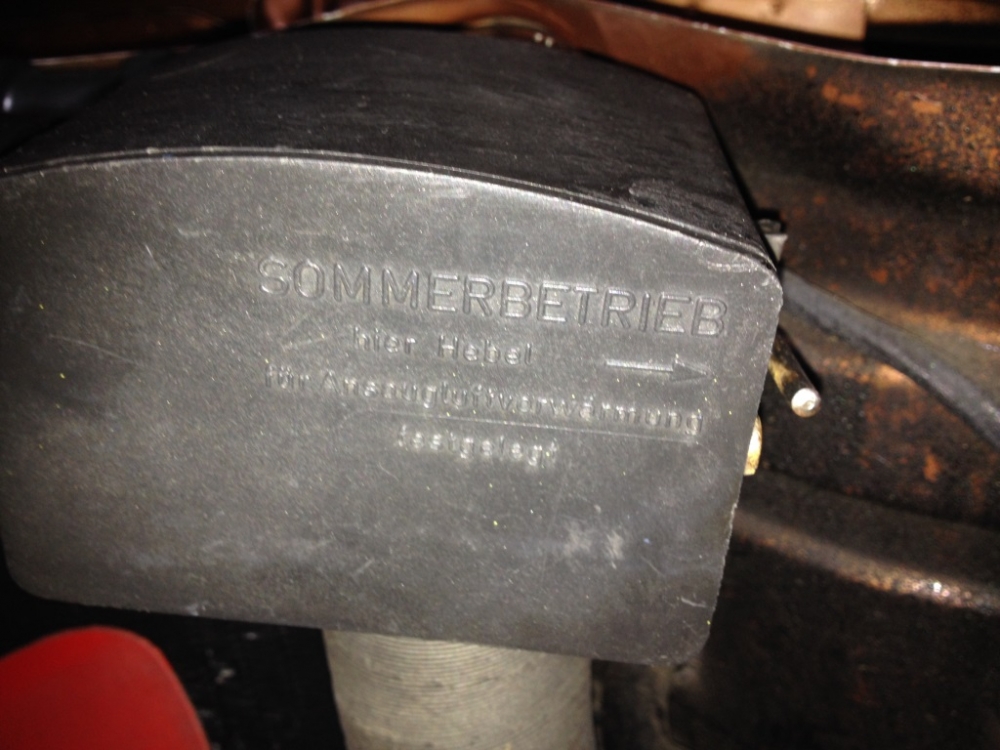 SOMMERBETRIEB
hier Hebel
für Ansaugluftvorwärmung
festgelegt